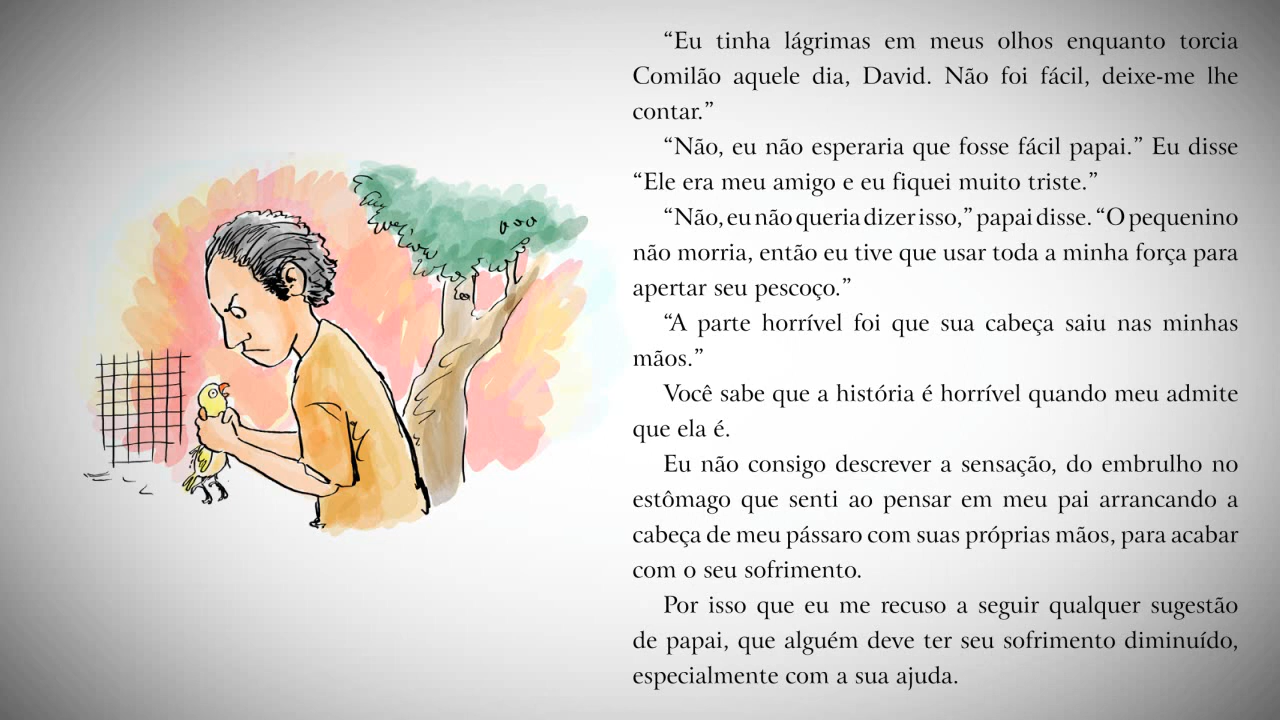 “Eu tinha lágrimas em meus olhos enquanto torcia
Comilão aquele dia, David. Não foi fácil, deixe-me lhe
contar.”
“Não, eu não esperaria que fosse fácil papai.” Eu disse
“Ele era meu amigo e eu fiquei muito triste.”
“Não, eu não queria dizer isso,” papai disse. “O pequenino
não morria, então eu tive que usar toda a minha força para
apertar seu pescoço.”
“A parte horrível foi que sua cabeça saiu nas minhas
mãos.”
Você sabe que a história é horrível quando meu admite
que ela é.
Eu não consigo descrever a sensação, do embrulho no
estômago que senti ao pensar em meu pai arrancando a
cabeça de meu pássaro com suas próprias mãos, para acabar
com o seu sofrimento.
Por isso que eu me recuso a seguir qualquer sugestão
de papai, que alguém deve ter seu sofrimento diminuído,
especialmente com a sua ajuda.